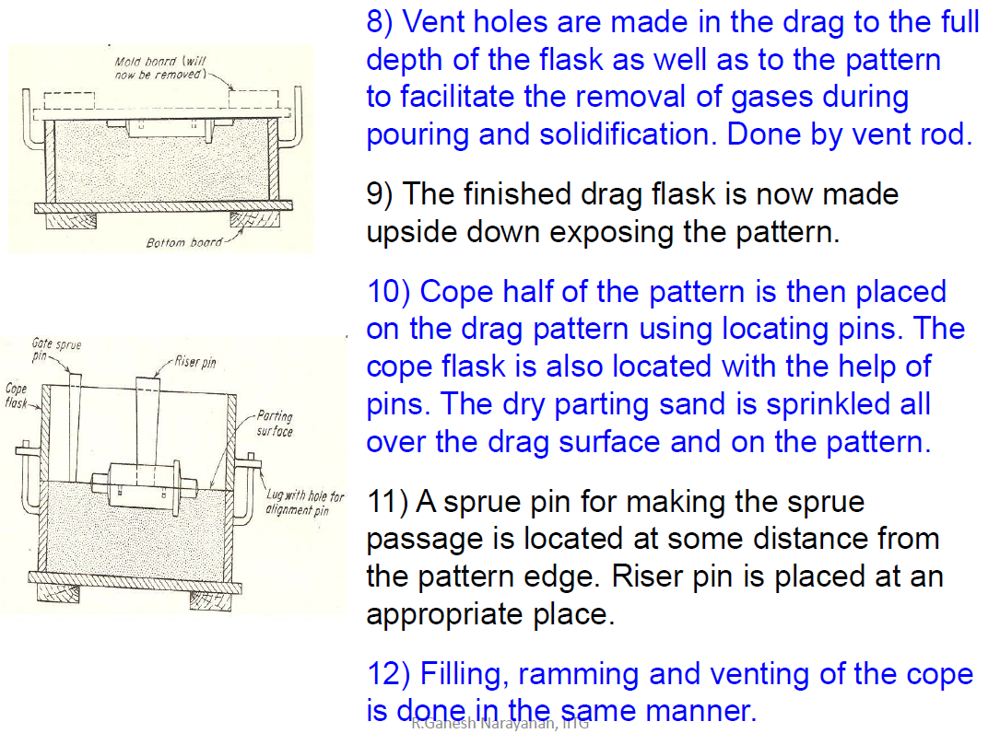 8) Vent holes are made in the drag to the full
depth of the flask as well as to the pattern
to facilitate the removal of gases during
pouring and solidification. Done by vent rod.
Mold board (will
now be removed)
Bottom board
9) The finished drag flask is now made
upside down exposing the pattern.
10) Cope half of the pattern is then placed
on the drag pattern using locating pins. The
cope flask is also located with the help of
pins. The dry parting sand is sprinkled all
over the drag surface and on the pattern.
Gate sprue
pin
Riser pin
Cope
flask
Parting
surface
Lug with hole for
alignment pin
11) A sprue pin for making the sprue
passage is located at some distance from
the pattern edge. Riser pin is placed at an
appropriate place.
12) Filling, ramming and venting of the cope
is done in the same manner.
R.Ganesh Narayanan, IITG